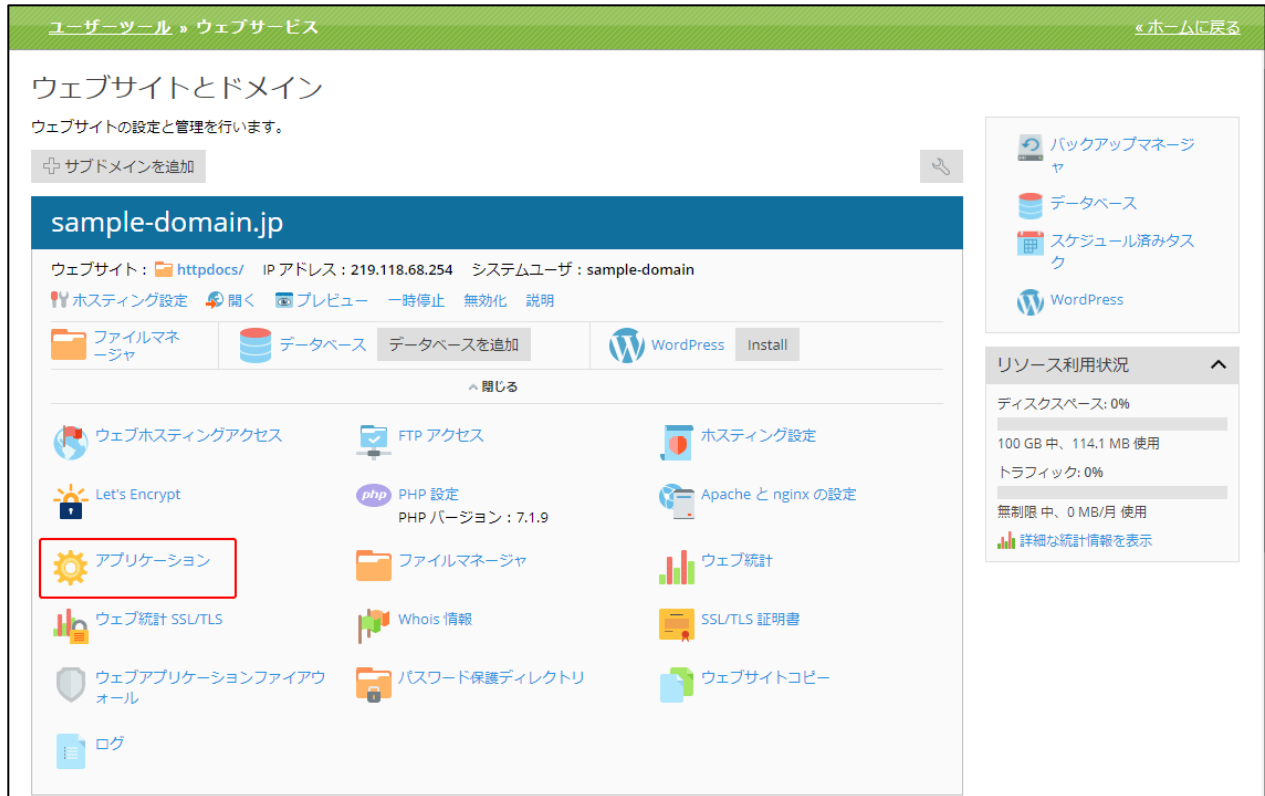 ユーザーツール » ウェブサービス
« ホームに戻る
ウェブサイトとドメイン
ウェブサイトの設定と管理を行います。
サブドメインを追加
sample-domain.jp
ウェブサイト : httpdocs/ IP アドレス : 219.118.68.254 システムユーザ : sample-domain
ホスティング設定 開く プレビュー 一時停止 無効化 説明
ファイルマネ
ージャ
データベース データベースを追加
WordPress Install
閉じる
ウェブホスティングアクセス
FTP アクセス
ホスティング設定
Let's Encrypt
php PHP 設定
PHP バージョン : 7.1.9
Apache と nginx の設定
アプリケーション
ファイルマネージャ
ウェブ統計
ウェブ統計 SSL/TLS
Whois 情報
SSL/TLS 証明書
ウェブアプリケーションファイアウ
ォール
パスワード保護ディレクトリ
ウェブサイトコピー
ログ
バックアップマネージ
ャ
データベース
スケジュール済みタス
ク
WordPress
リソース利用状況
ディスクスペース: 0%
100 GB 中、114.1 MB 使用
トラフィック: 0%
無制限 中、0 MB/月 使用
詳細な統計情報を表示